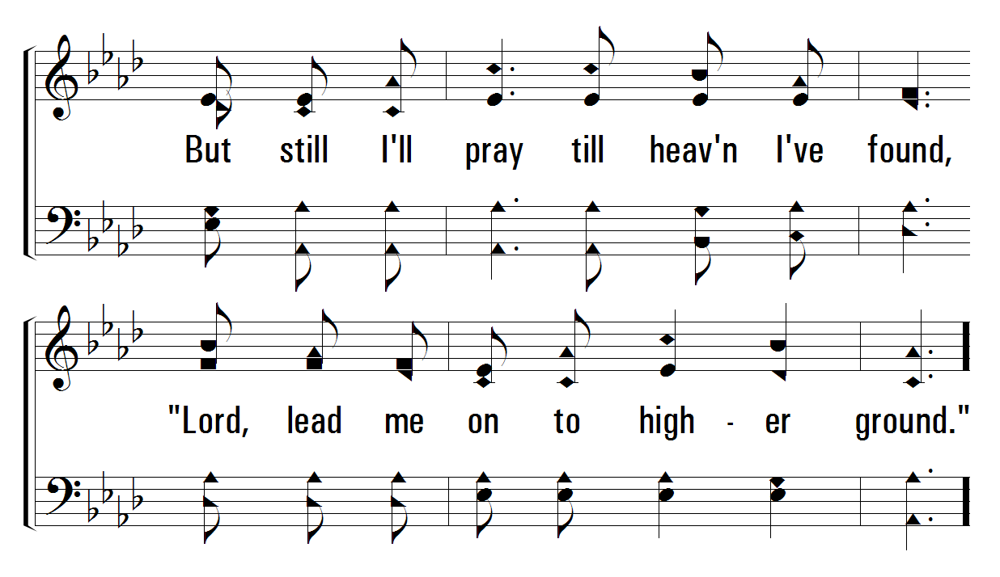 But still I'll pray till heav'n I've found,
"Lord, lead me on to high - er ground."